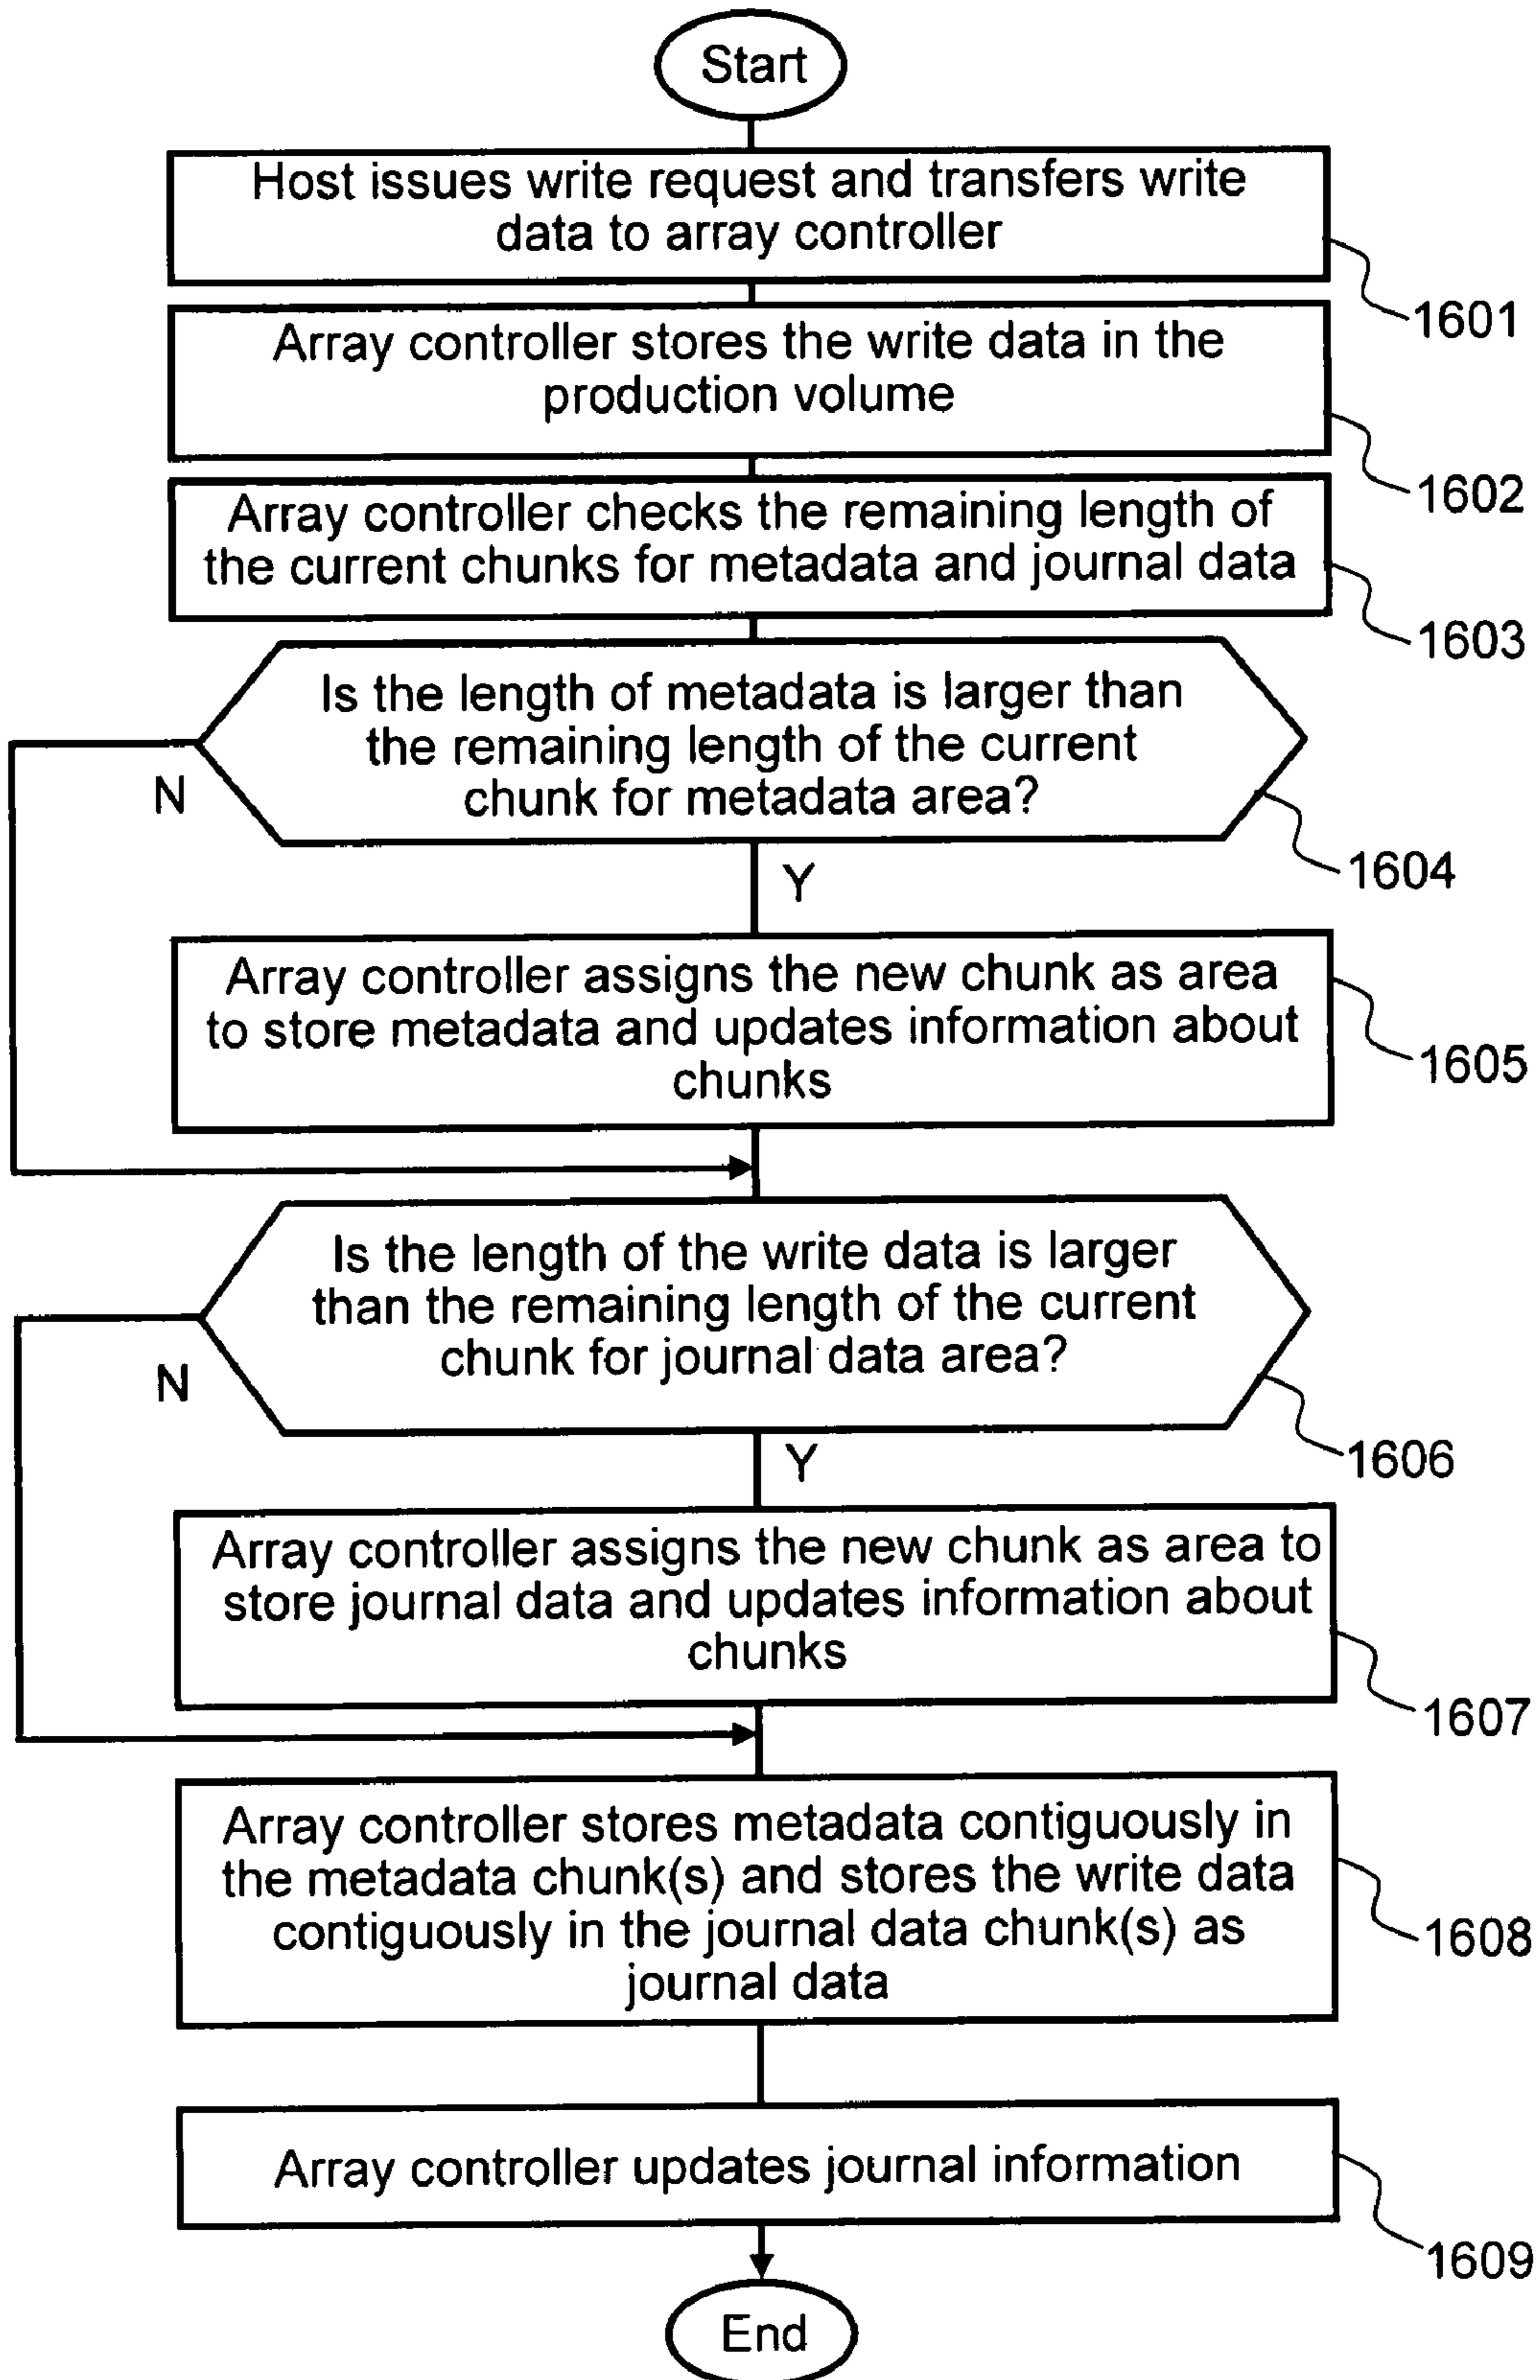 Start
Host issues write request and transfers write
data to array controller
1601
Array controller stores the write data in the
production volume
1602
Array controller checks the remaining length of
the current chunks for metadata and journal data
1603
Is the length of metadata is larger than
the remaining length of the current
chunk for metadata area?
N
1604
Y
Array controller assigns the new chunk as area
to store metadata and updates information about
chunks
1605
Is the length of the write data is larger
than the remaining length of the current
chunk for journal data area?
N
1606
Y
Array controller assigns the new chunk as area to
store journal data and updates information about
chunks
1607
Array controller stores metadata contiguously in
the metadata chunk(s) and stores the write data
contiguously in the journal data chunk(s) as
journal data
1608
Array controller updates journal information
1609
End